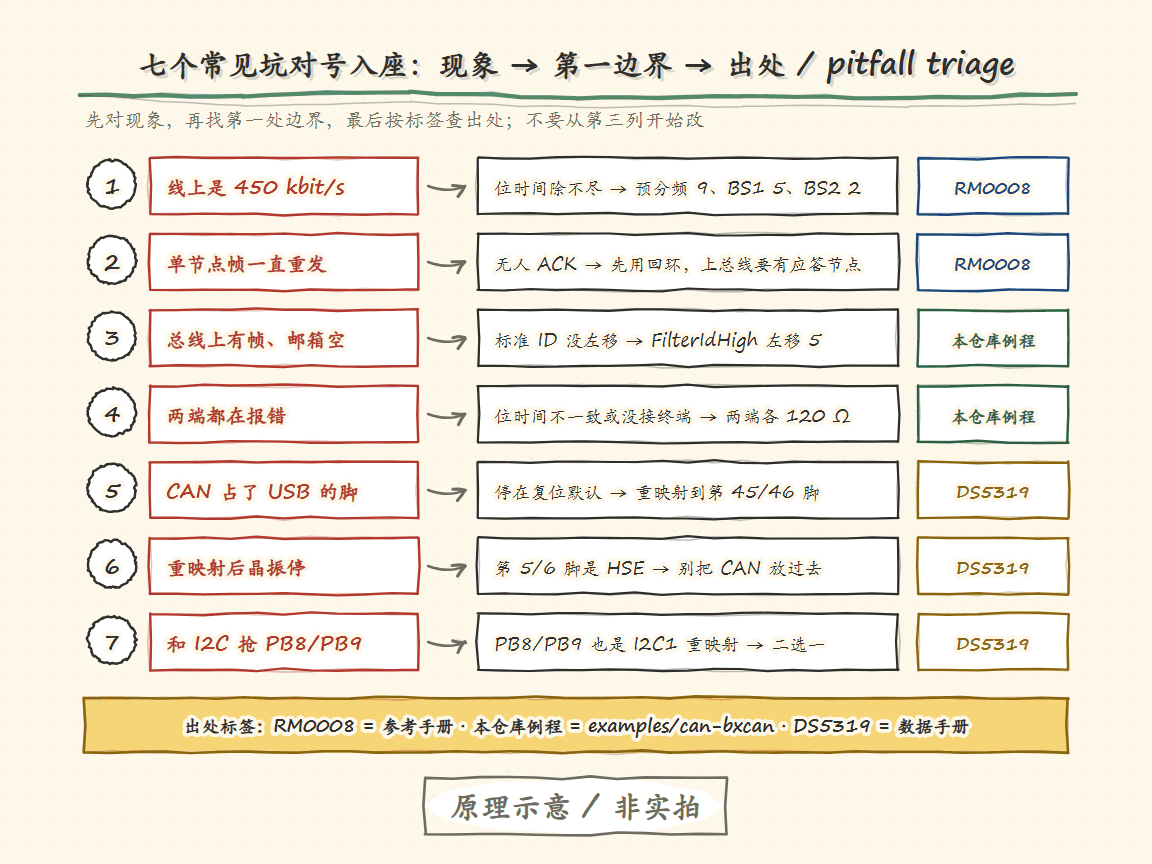 七个常见坑对号入座：现象 → 第一边界 → 出处 / pitfall triage
先对现象，再找第一处边界，最后按标签查出处；不要从第三列开始改
1 线上是 450 kbit/s → 位时间除不尽 → 预分频 9、BS1 5、BS2 2 RM0008
2 单节点帧一直重发 → 无人 ACK → 先用回环，上总线要有应答节点 RM0008
3 总线上有帧、邮箱空 → 标准 ID 没左移 → FilterIdHigh 左移 5 本仓库例程
4 两端都在报错 → 位时间不一致或没接终端 → 两端各 120 Ω 本仓库例程
5 CAN 占了 USB 的脚 → 停在复位默认 → 重映射到第 45/46 脚 DS5319
6 重映射后晶振停 → 第 5/6 脚是 HSE → 别把 CAN 放过去 DS5319
7 和 I2C 抢 PB8/PB9 → PB8/PB9 也是 I2C1 重映射 → 二选一 DS5319
出处标签：RM0008 = 参考手册 · 本仓库例程 = examples/can-bxcan · DS5319 = 数据手册
原理示意 / 非实拍